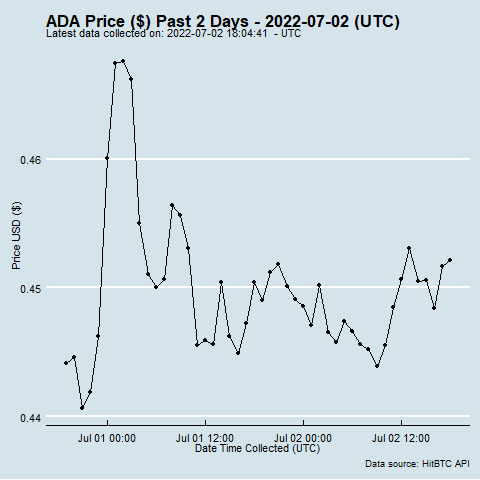 ADA Price ($) Past 2 Days - 2022-07-02 (UTC)
Latest data collected on: 2022-07-02 18:04:41 - UTC
0.46
Price USD ($)
0.45
0.44
Jul 01 00:00 Jul 01 12:00 Jul 02 00:00 Jul 02 12:00
Date Time Collected (UTC)
Data source: HitBTC API